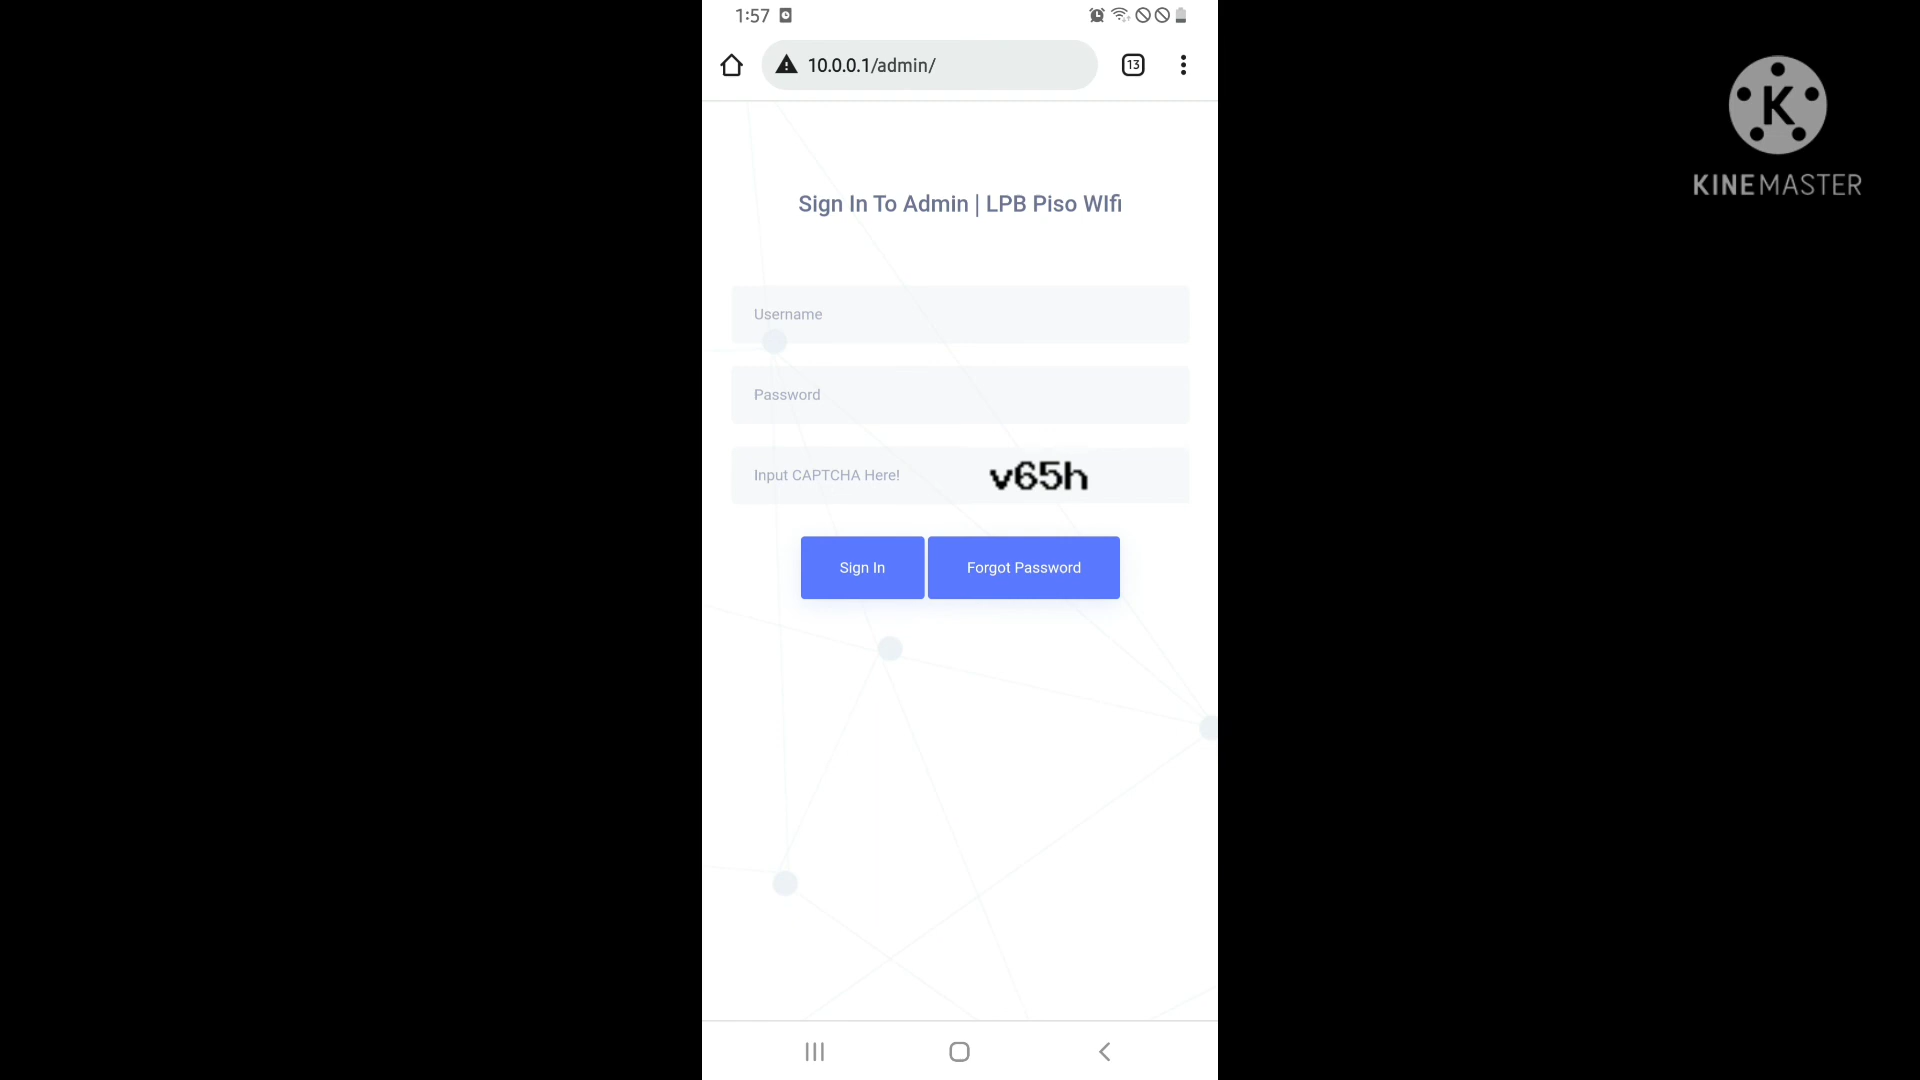 1:57
10.0.0.1/admin/
13
K
KINEMASTER
Sign In To Admin | LPB Piso WIfi
Username
Password
Input CAPTCHA Here!
v65h
Sign In
Forgot Password